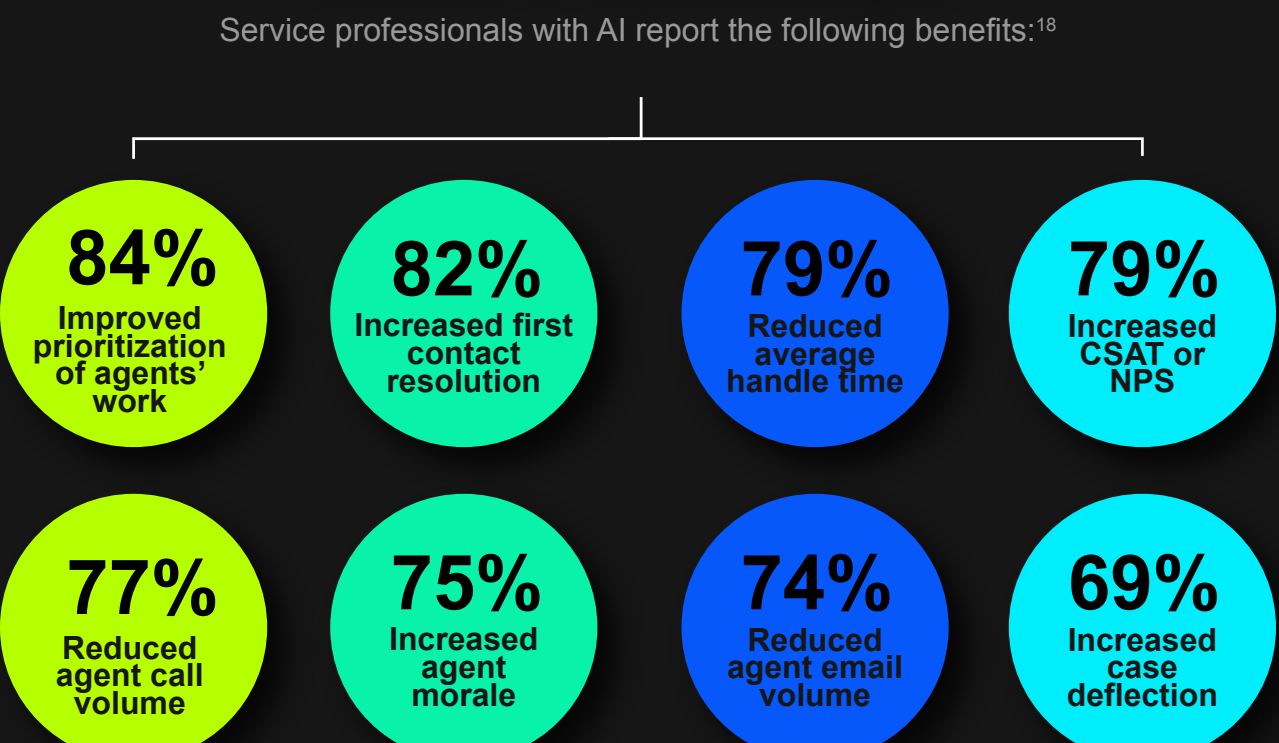 Service professionals with AI report the following benefits:18
84%
Improved
prioritization
of agents’
work
82%
Increased first
contact
resolution
79%
Reduced
average
handle time
79%
Increased
CSAT or
NPS
77%
Reduced
agent call
volume
75%
Increased
agent
morale
74%
Reduced
agent email
volume
69%
Increased
case
deflection